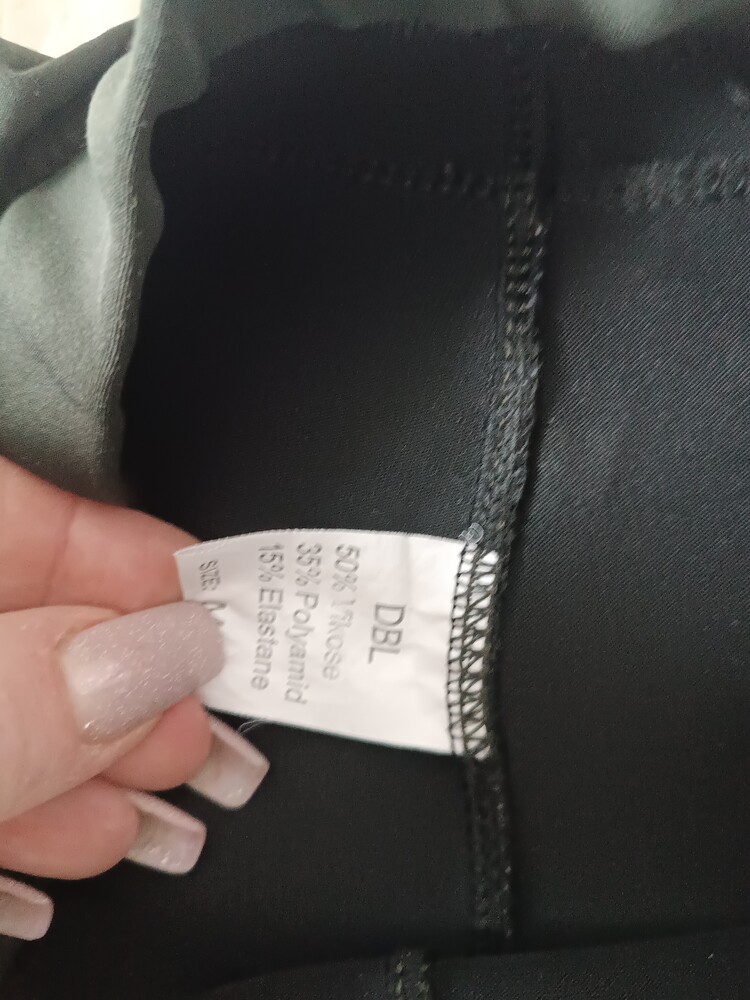 DBL
50% Vikose
35% Polyamid
15% Elastane
SIZE: